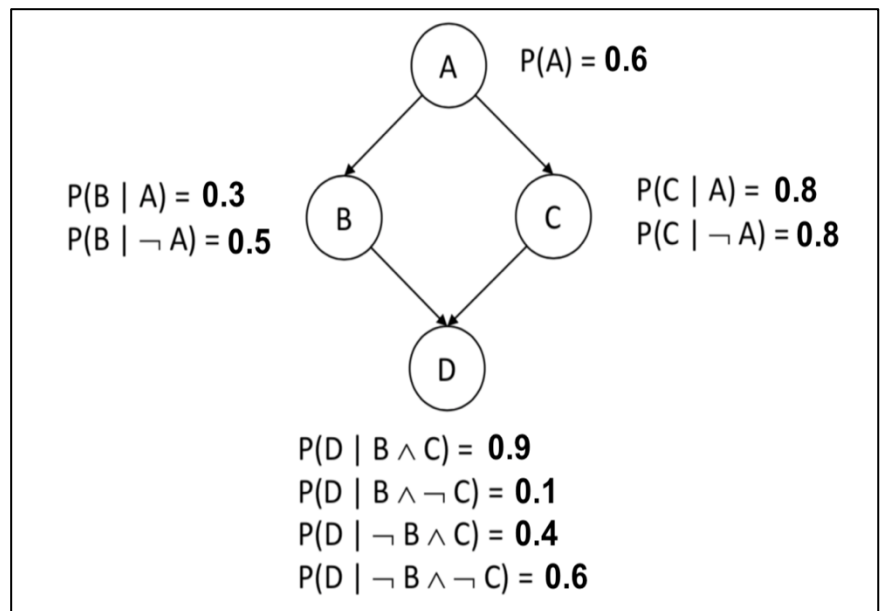 A
P(A) = 0.6
P(B | A) = 0.3
P(B | ¬ A) = 0.5
B
C
P(C | A) = 0.8
P(C | ¬ A) = 0.8
D
P(D | B ∧ C) = 0.9
P(D | B ∧ ¬ C) = 0.1
P(D | ¬ B ∧ C) = 0.4
P(D | ¬ B ∧ ¬ C) = 0.6